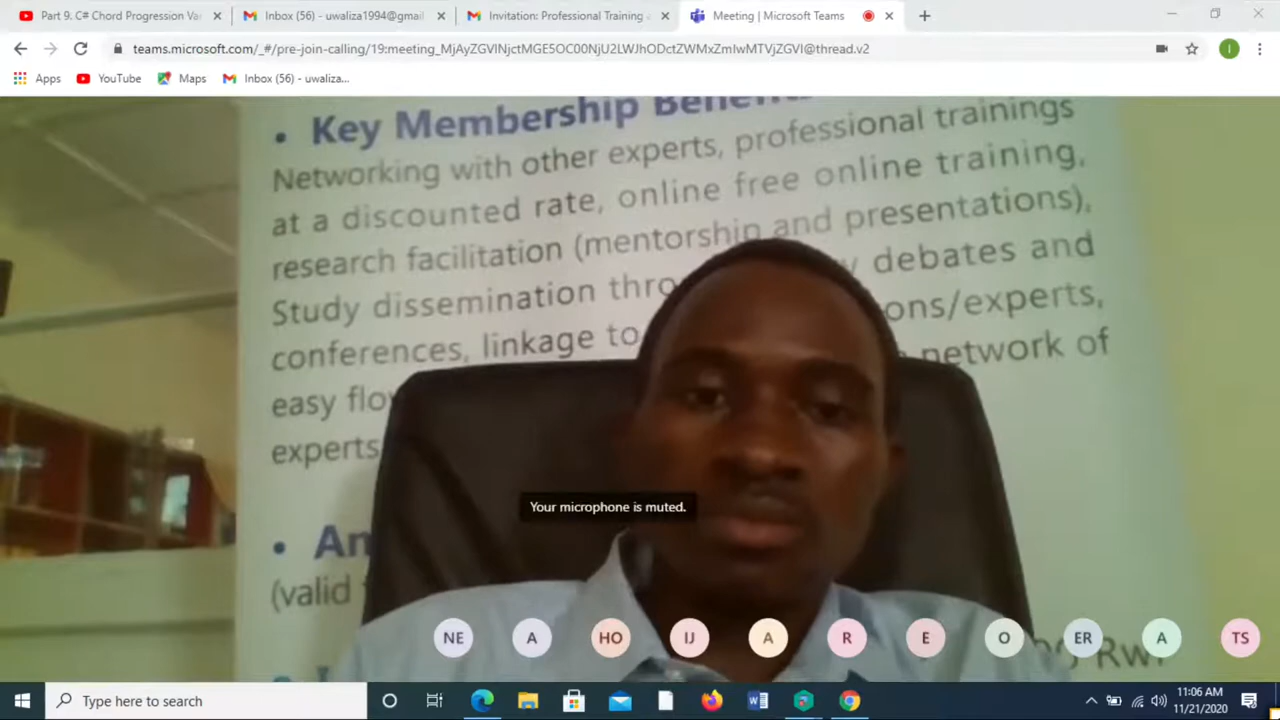 Part 9. C# Chord Progression Va
Inbox (56) - uwaliza1994@gmail
Invitation: Professional Training
Meeting | Microsoft Teams
teams.microsoft.com/_#/pre-join-calling/19:meeting_MjAyZGVlNjctMGE5OC00NjU2LWJhODctZWMxZmIwMTVjZGVl@thread.v2
I
Apps
YouTube
Maps
Inbox (56) - uwaliza...
• Key Membership Benefits
Networking with other experts, professional trainings
at a discounted rate, online free online training,
research facilitation (mentorship and presentations),
Study dissemination debates and
conferences, linkage to ons/experts,
easy network of
experts
Your microphone is muted.
(valid
NE A HO IJ A R E O ER A TS
Rw
Type here to search
11:06 AM
11/21/2020